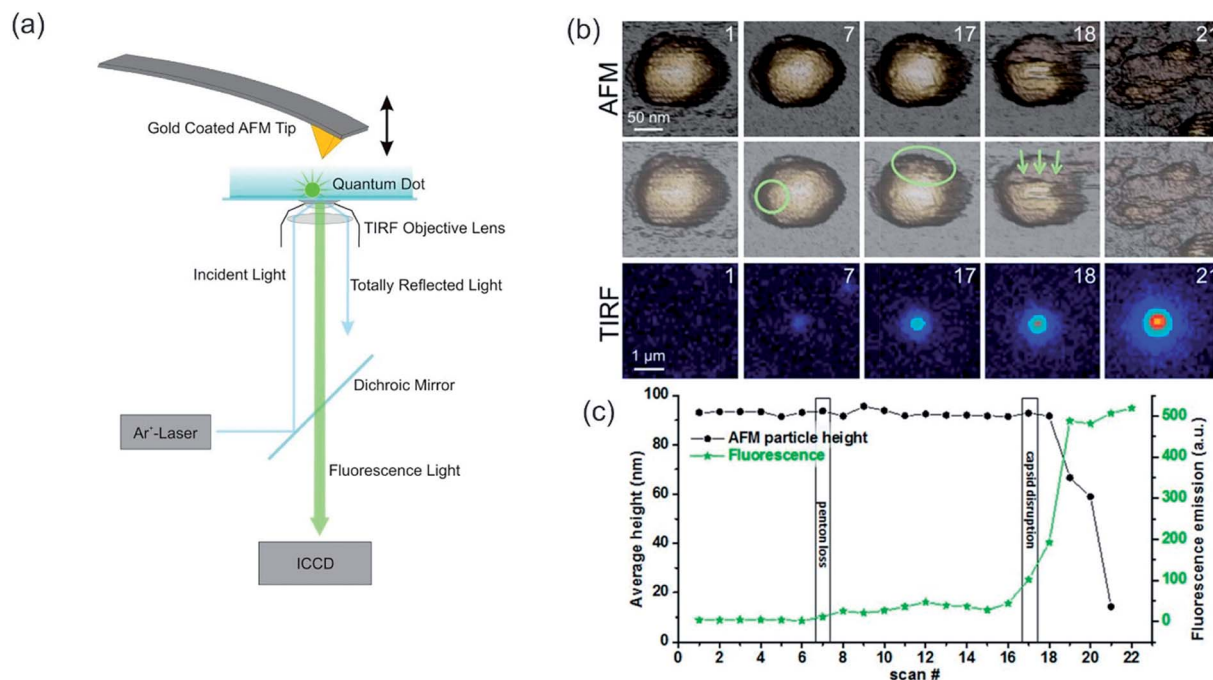 (a)
Gold Coated AFM Tip
Quantum Dot
TIRF Objective Lens
Incident Light
Totally Reflected Light
Dichroic Mirror
Ar⁺-Laser
Fluorescence Light
ICCD
(b)
AFM
1
7
17
18
21
50 nm
TIRF
1
7
17
18
21
1 µm
(c)
100
80
60
40
20
0
Average height (nm)
AFM particle height
Fluorescence
penton loss
capsid disruption
500
400
300
200
100
0
Fluorescence emission (a.u.)
0 2 4 6 8 10 12 14 16 18 20 22
scan #